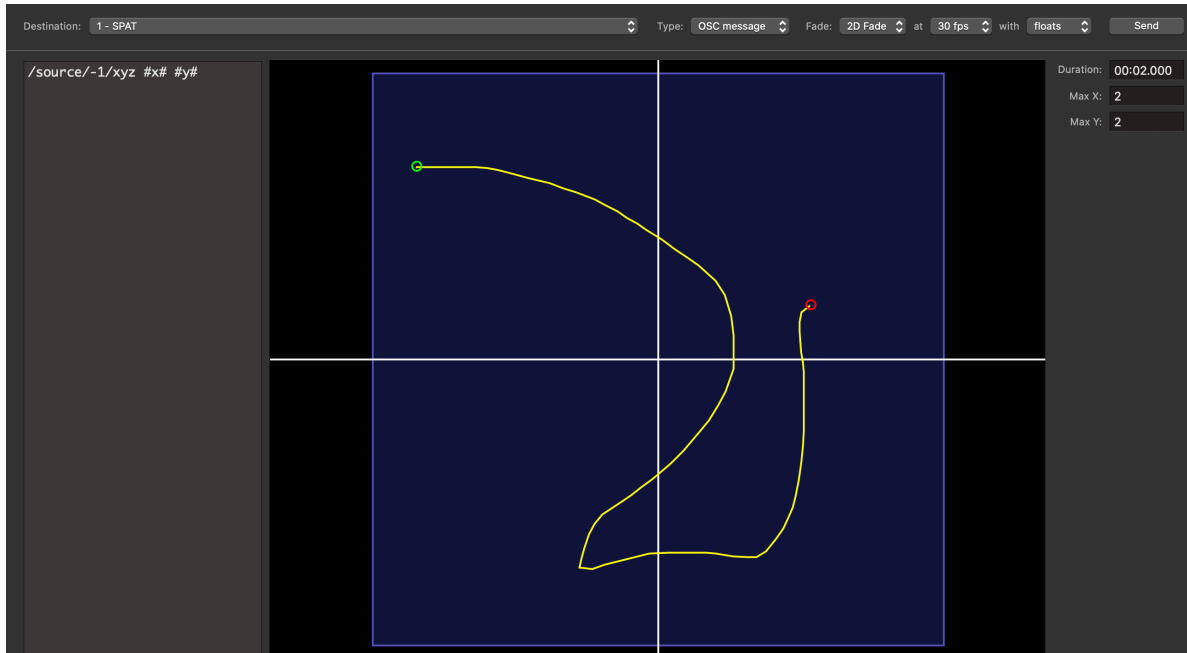 Destination: 1 - SPAT Type: OSC message Fade: 2D Fade at 30 fps with floats Send
/source/-1/xyz #x# #y#
Duration: 00:02.000
Max X: 2
Max Y: 2